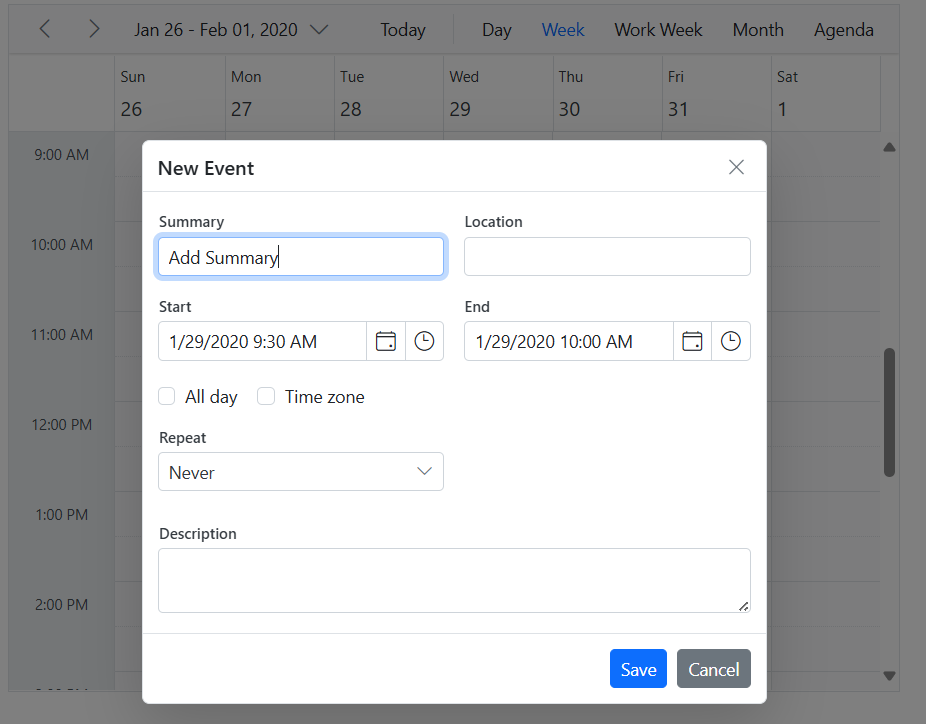 Jan 26 - Feb 01, 2020 Today Day Week Work Week Month Agenda
Sun Mon Tue Wed Thu Fri Sat
26 27 28 29 30 31 1
9:00 AM
New Event
Summary Location
10:00 AM
Add Summary
Start End
11:00 AM
1/29/2020 9:30 AM 1/29/2020 10:00 AM
All day Time zone
12:00 PM
Repeat
Never
1:00 PM
Description
2:00 PM
Save Cancel